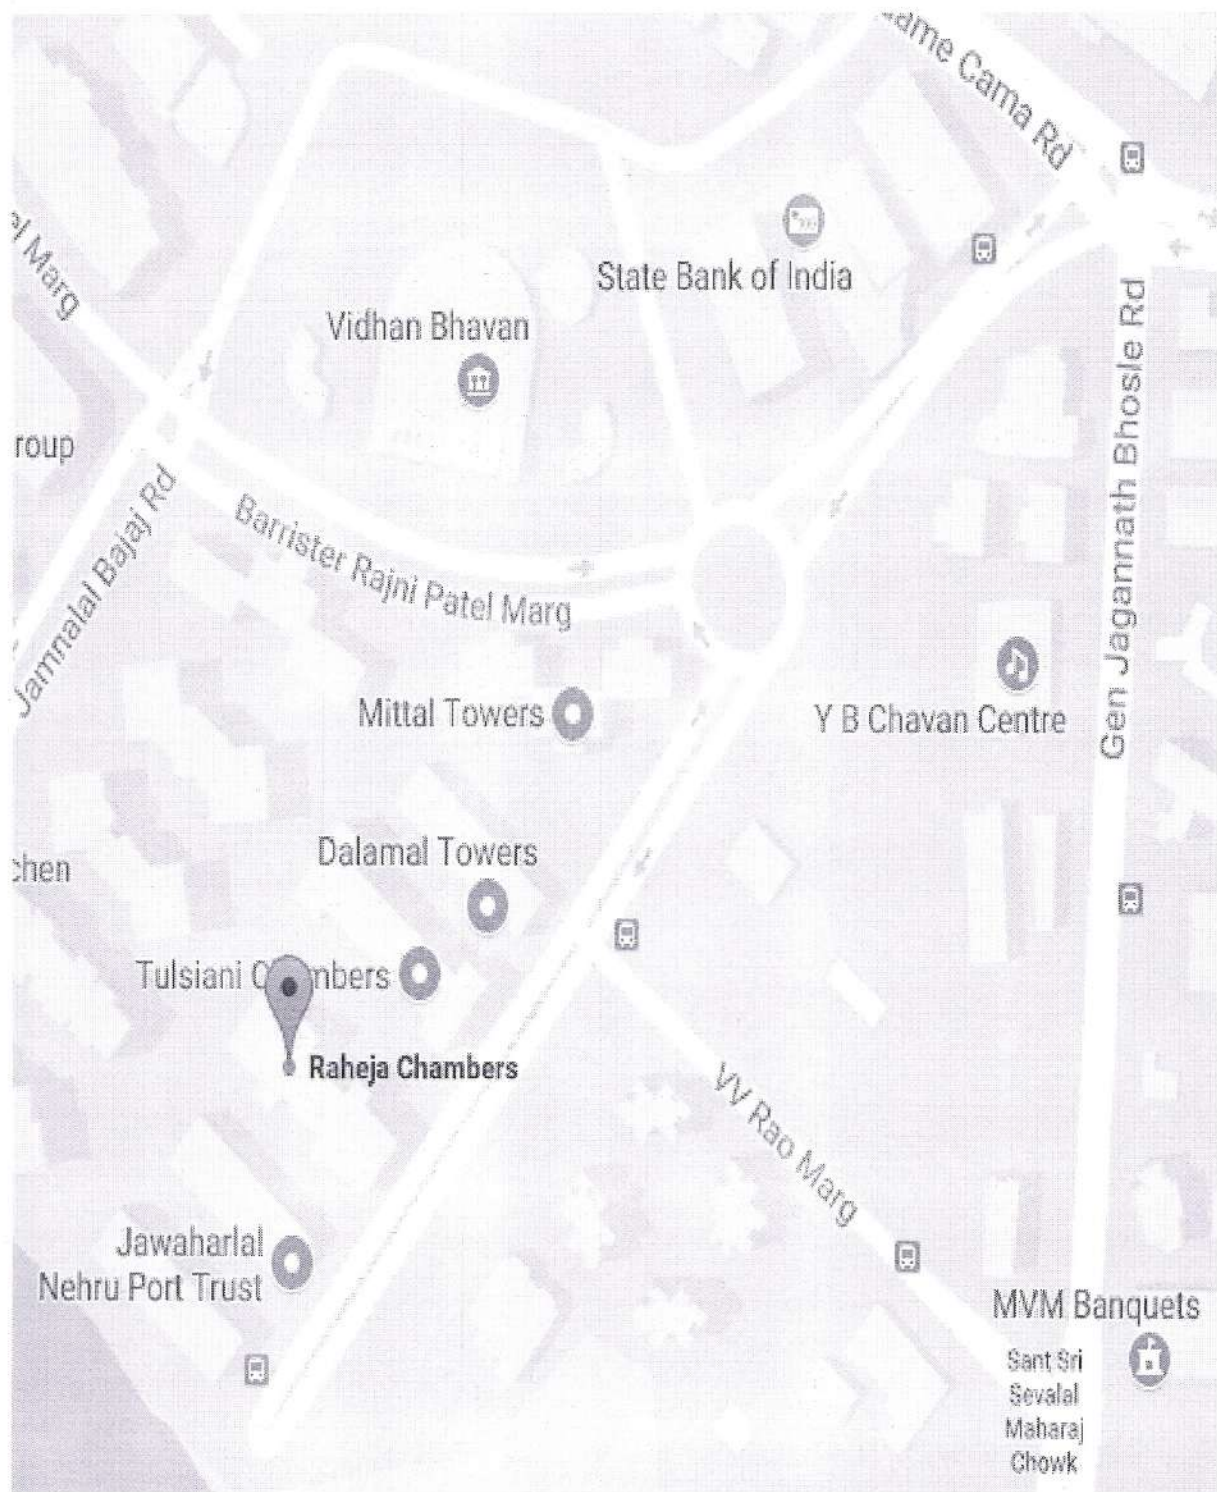 ame Cama Rd
el Marg
State Bank of India
Vidhan Bhavan
Gen Jagannath Bhosle Rd
roup
Jamnalal Bajaj Rd
Barrister Rajni Patel Marg
Mittal Towers
Y B Chavan Centre
Dalamal Towers
chen
Tulsiani C mbers
Raheja Chambers
VV Rao Marg
Jawaharlal
Nehru Port Trust
MVM Banquets
Sant Sri
Sevalal
Maharaj
Chowk